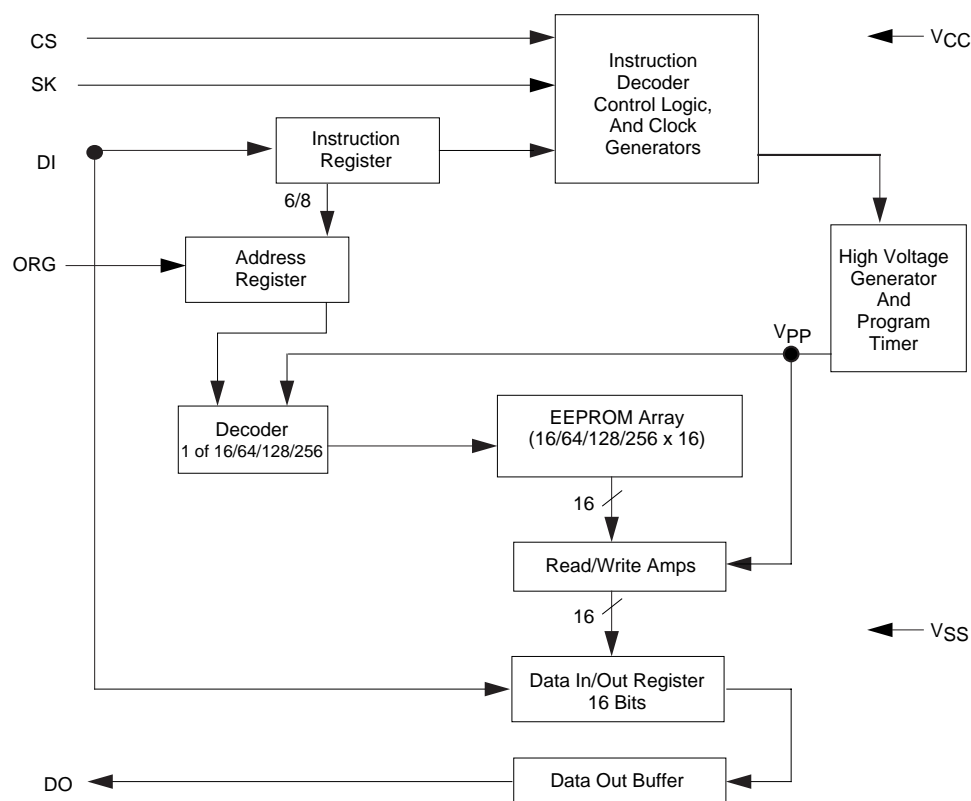 CS
Instruction
Decoder
Control Logic,
And Clock
Generators
VCC
SK
DI
Instruction
Register
6/8
ORG
Address
Register
High Voltage
Generator
And
Program
Timer
VPP
Decoder
1 of 16/64/128/256
EEPROM Array
(16/64/128/256 x 16)
16
Read/Write Amps
16
VSS
Data In/Out Register
16 Bits
DO
Data Out Buffer